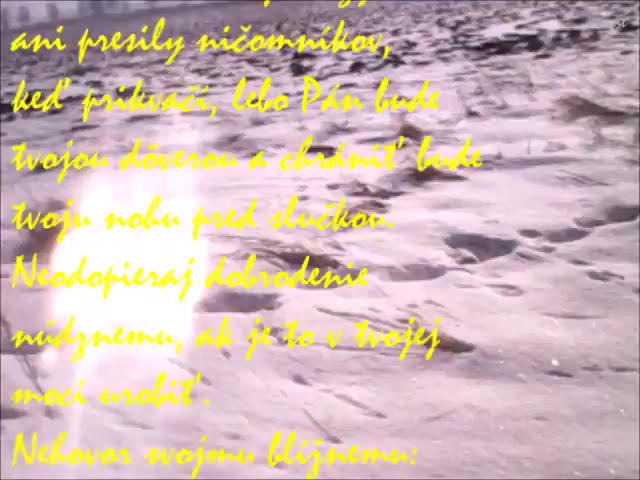 ani presily ničomníkov,
keď prikvačí, lebo Pán bude
tvojou dôverou a chrániť bude
tvoju nohu pred slučkou.
Neodopieraj dobrodenie
núdznemu, ak je to v tvojej
moci urobiť.
Nehovor svojmu blížnemu: